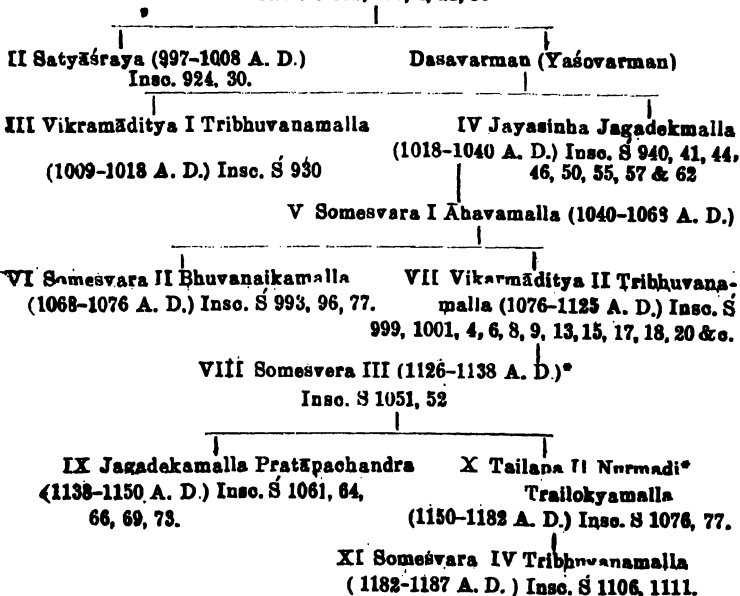 II Satyāśraya (997-1008 A. D.)
Insc. 924, 30.
Dasavarman (Yaśovarman)
III Vikramāditya I Tribhuvanamalla
(1009-1018 A. D.) Insc. Ś 930
IV Jayasinha Jagadekmalla
(1018-1040 A. D.) Insc. Ś 940, 41, 44,
46, 50, 55, 57 & 62
V Somesvara I Āhavamalla (1040-1068 A. D.)
VI Somesvara II Bhuvanaikamalla
(1068-1076 A. D.) Insc. Ś 993, 96, 77.
VII Vikarmāditya II Tribhuvana-
malla (1076-1125 A. D.) Insc. Ś
999, 1001, 4, 6, 8, 9, 13, 15, 17, 18, 20 &c.
VIII Somesvera III (1126-1138 A. D.)*
Insc. S 1051, 52
IX Jagadekamalla Pratāpachandra
(1138-1150 A. D.) Insc. Ś 1061, 64,
66, 69, 73.
X Tailapa II Nurmadi*
Trailokyamalla
(1150-1182 A. D.) Insc. S 1076, 77.
XI Someśvara IV Tribhuvanamalla
(1182-1187 A. D. ) Insc. Ś 1106, 1111.